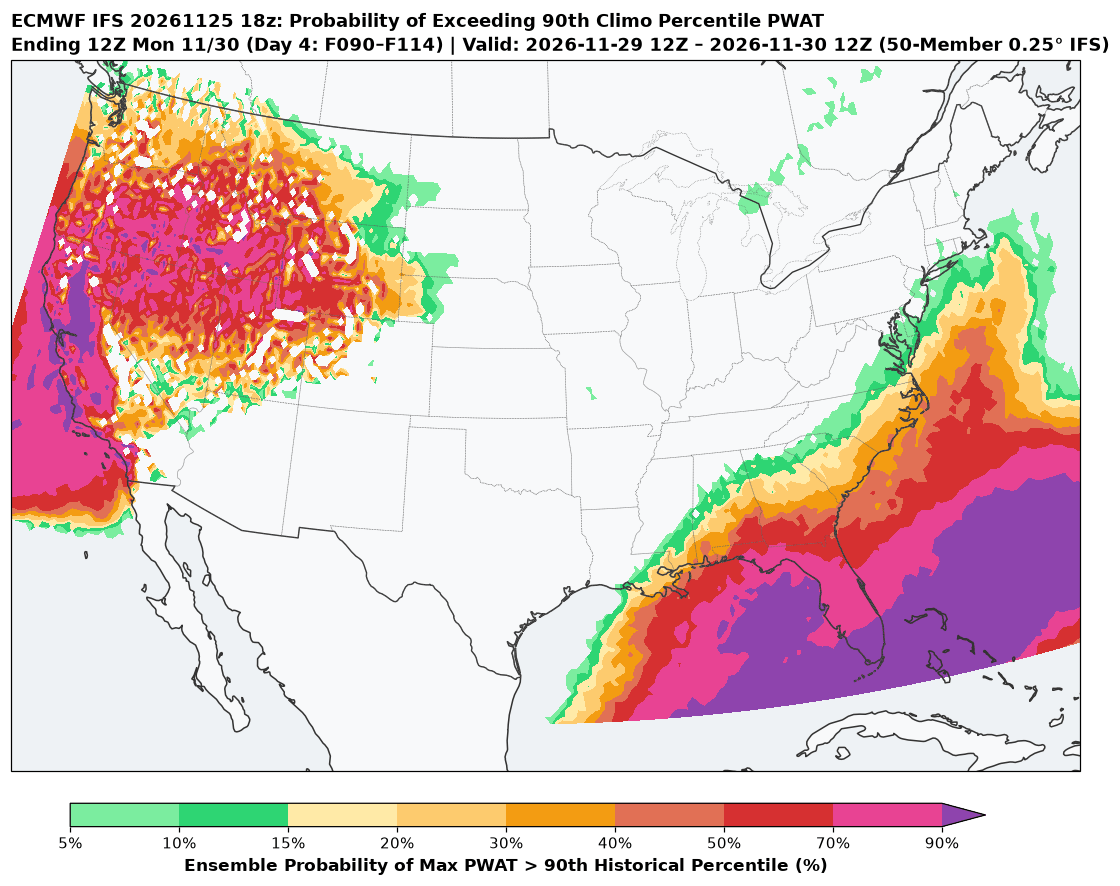 ECMWF IFS 20261125 18z: Probability of Exceeding 90th Climo Percentile PWAT
Ending 12Z Mon 11/30 (Day 4: F090–F114) | Valid: 2026-11-29 12Z – 2026-11-30 12Z (50-Member 0.25° IFS)
5% 10% 15% 20% 30% 40% 50% 70% 90%
Ensemble Probability of Max PWAT > 90th Historical Percentile (%)